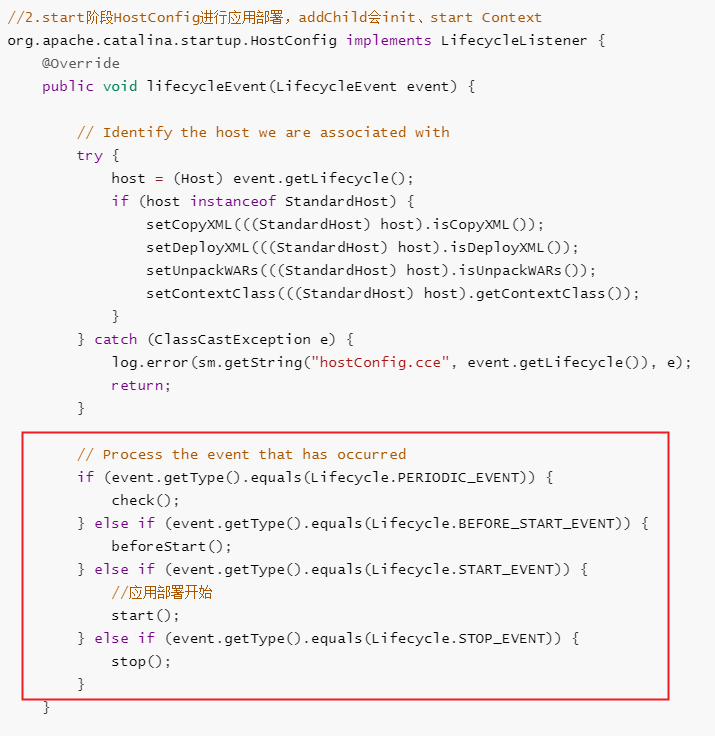 //2.start阶段HostConfig进行应用部署，addChild会init、start Context
org.apache.catalina.startup.HostConfig implements LifecycleListener {
    @Override
    public void lifecycleEvent(LifecycleEvent event) {

        // Identify the host we are associated with
        try {
            host = (Host) event.getLifecycle();
            if (host instanceof StandardHost) {
                setCopyXML(((StandardHost) host).isCopyXML());
                setDeployXML(((StandardHost) host).isDeployXML());
                setUnpackWARs(((StandardHost) host).isUnpackWARs());
                setContextClass(((StandardHost) host).getContextClass());
            }
        } catch (ClassCastException e) {
            log.error(sm.getString("hostConfig.cce", event.getLifecycle()), e);
            return;
        }

        // Process the event that has occurred
        if (event.getType().equals(Lifecycle.PERIODIC_EVENT)) {
            check();
        } else if (event.getType().equals(Lifecycle.BEFORE_START_EVENT)) {
            beforeStart();
        } else if (event.getType().equals(Lifecycle.START_EVENT)) {
            //应用部署开始
            start();
        } else if (event.getType().equals(Lifecycle.STOP_EVENT)) {
            stop();
        }
    }